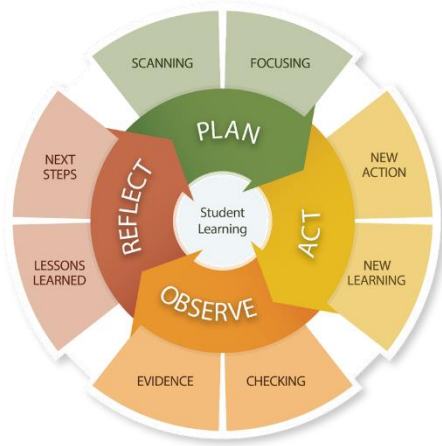 SCANNING
FOCUSING
PLAN
NEXT
STEPS
REFLECT
Student
Learning
ACT
NEW
ACTION
LESSONS
LEARNED
NEW
LEARNING
OBSERVE
EVIDENCE
CHECKING